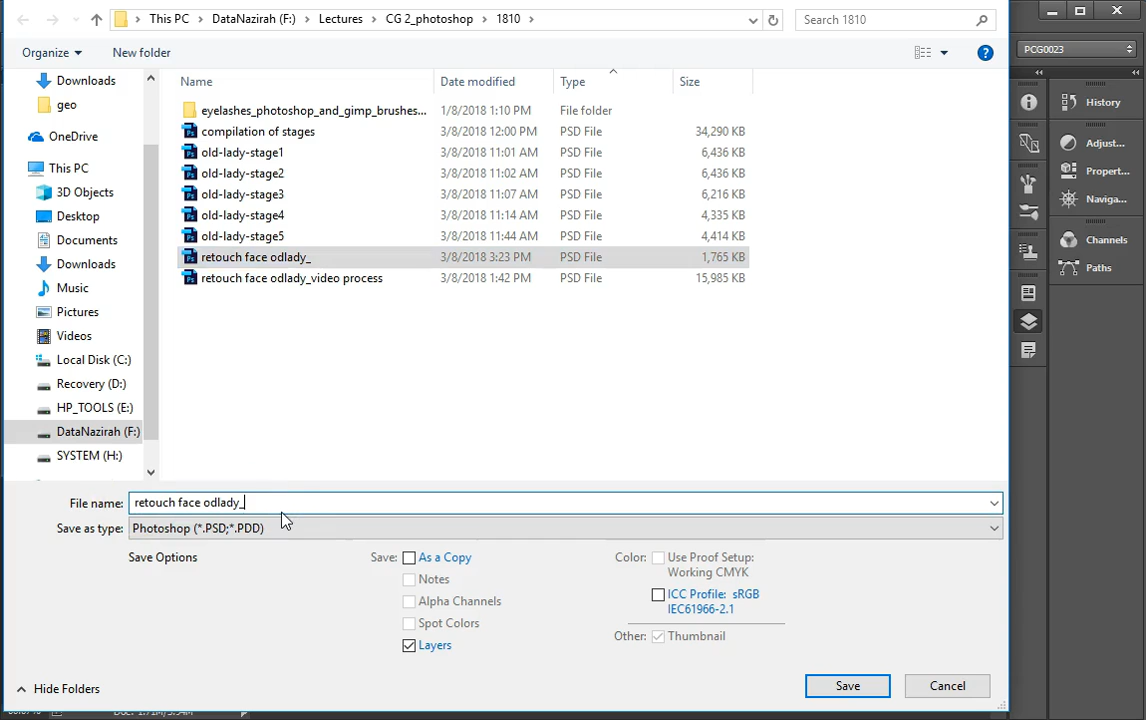 This PC > DataNazirah (F:) > Lectures > CG 2_photoshop > 1810 >
Search 1810
PCG0023
Organize
New folder
Downloads
geo
OneDrive
This PC
3D Objects
Desktop
Documents
Downloads
Music
Pictures
Videos
Local Disk (C:)
Recovery (D:)
HP_TOOLS (E:)
DataNazirah (F:)
SYSTEM (H:)
Name Date modified Type Size
eyelashes_photoshop_and_gimp_brushes... 1/8/2018 1:10 PM File folder
compilation of stages 3/8/2018 12:00 PM PSD File 34,290 KB
old-lady-stage1 3/8/2018 11:01 AM PSD File 6,436 KB
old-lady-stage2 3/8/2018 11:02 AM PSD File 6,436 KB
old-lady-stage3 3/8/2018 11:07 AM PSD File 6,216 KB
old-lady-stage4 3/8/2018 11:14 AM PSD File 4,335 KB
old-lady-stage5 3/8/2018 11:44 AM PSD File 4,414 KB
retouch face odlady_ 3/8/2018 3:23 PM PSD File 1,765 KB
retouch face odlady_video process 3/8/2018 1:42 PM PSD File 15,985 KB
History
Adjust...
Propert...
Naviga...
Channels
Paths
File name: retouch face odlady_
Save as type: Photoshop (*.PSD;*.PDD)
Save Options
Save: As a Copy
Notes
Alpha Channels
Spot Colors
Layers
Color: Use Proof Setup:
Working CMYK
ICC Profile: sRGB
IEC61966-2.1
Other: Thumbnail
Hide Folders
Save
Cancel